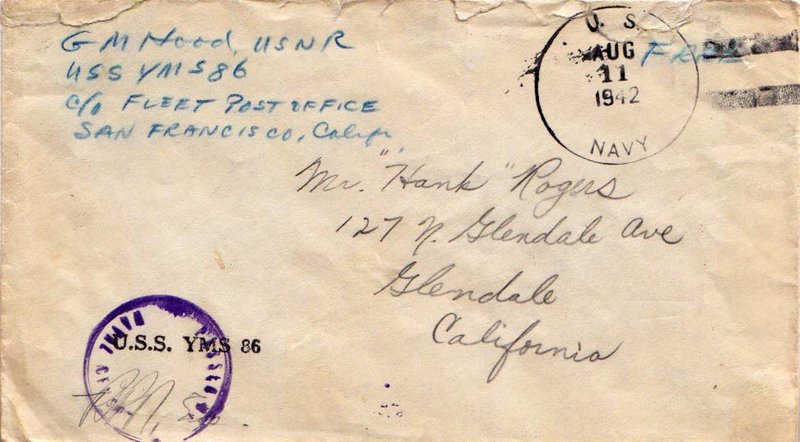 G M Hood, USNR
USS YMS 86
c/o FLEET POST OFFICE
SAN FRANCISCO, Calif
U. S.
AUG
11
1942
NAVY
FREE
Mr. "Hank" Rogers
127 N. Glendale Ave
Glendale
California
NAVAL
U.S.S. YMS 86